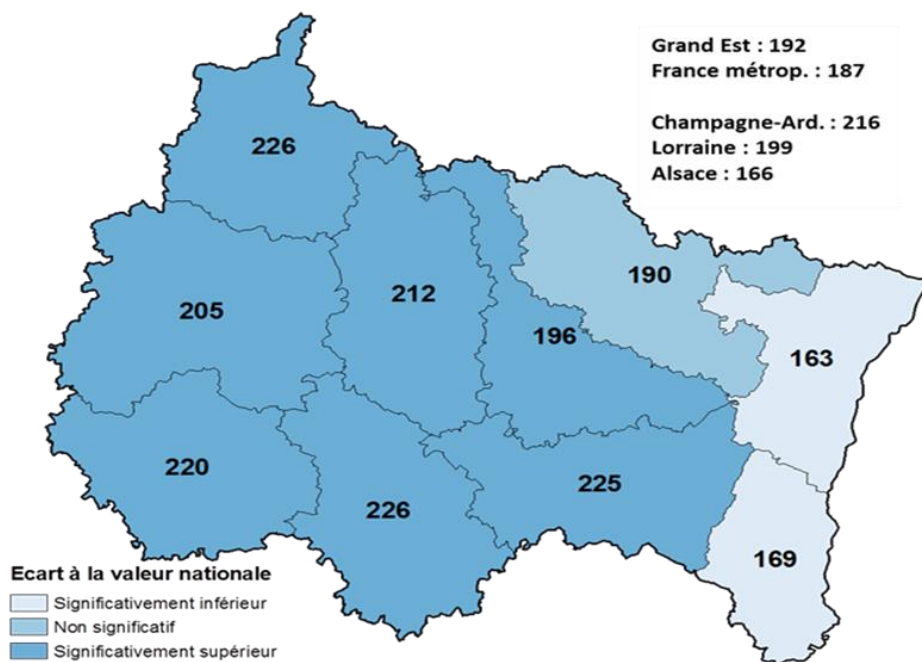 Grand Est : 192
France métrop. : 187
Champagne-Ard. : 216
Lorraine : 199
Alsace : 166
226
205
212
190
196
163
220
226
225
169
Ecart à la valeur nationale
Significativement inférieur
Non significatif
Significativement supérieur